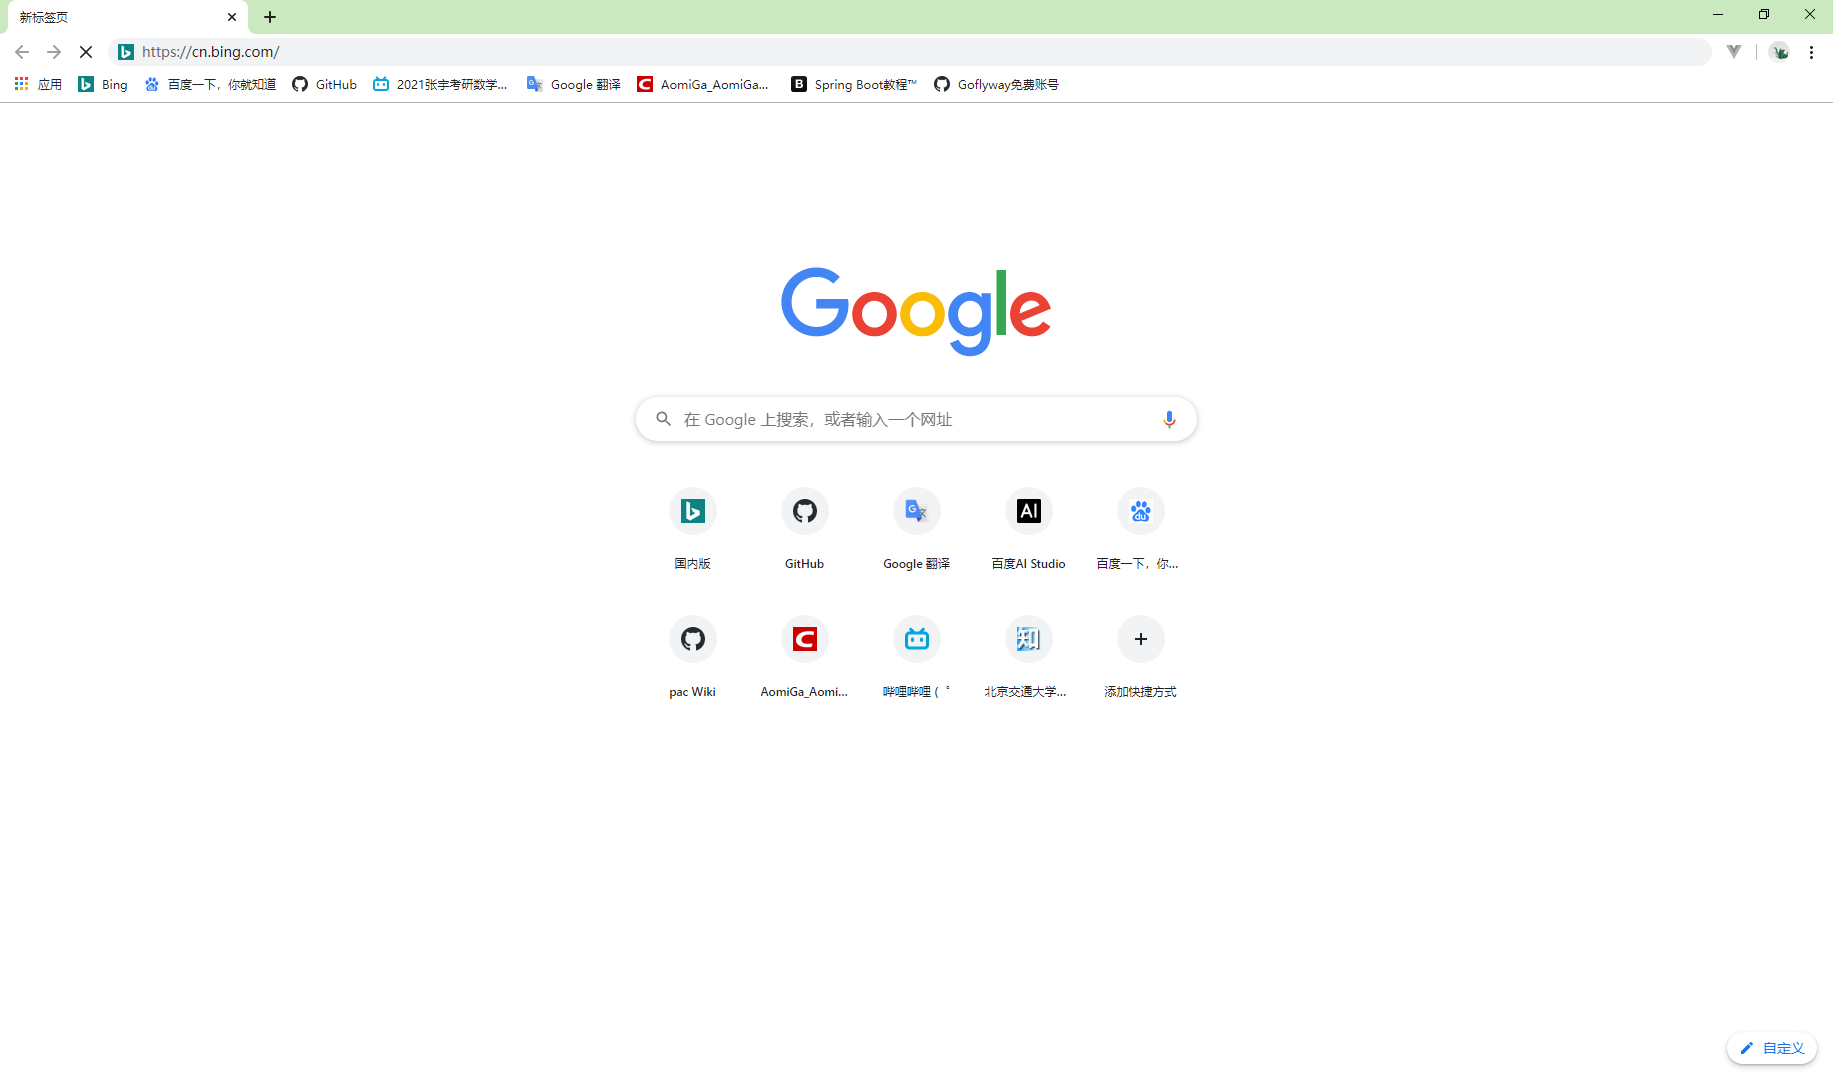 新标签页
https://cn.bing.com/
应用 Bing 百度一下，你就知道 GitHub 2021张宇考研数学... Google 翻译 AomiGa_AomiGa... Spring Boot教程™ Goflyway免费账号
Google
在 Google 上搜索，或者输入一个网址
国内版 GitHub Google 翻译 百度AI Studio 百度一下，你...
pac Wiki AomiGa_Aomi... 哔哩哔哩 ( ゜ 北京交通大学... 添加快捷方式
自定义